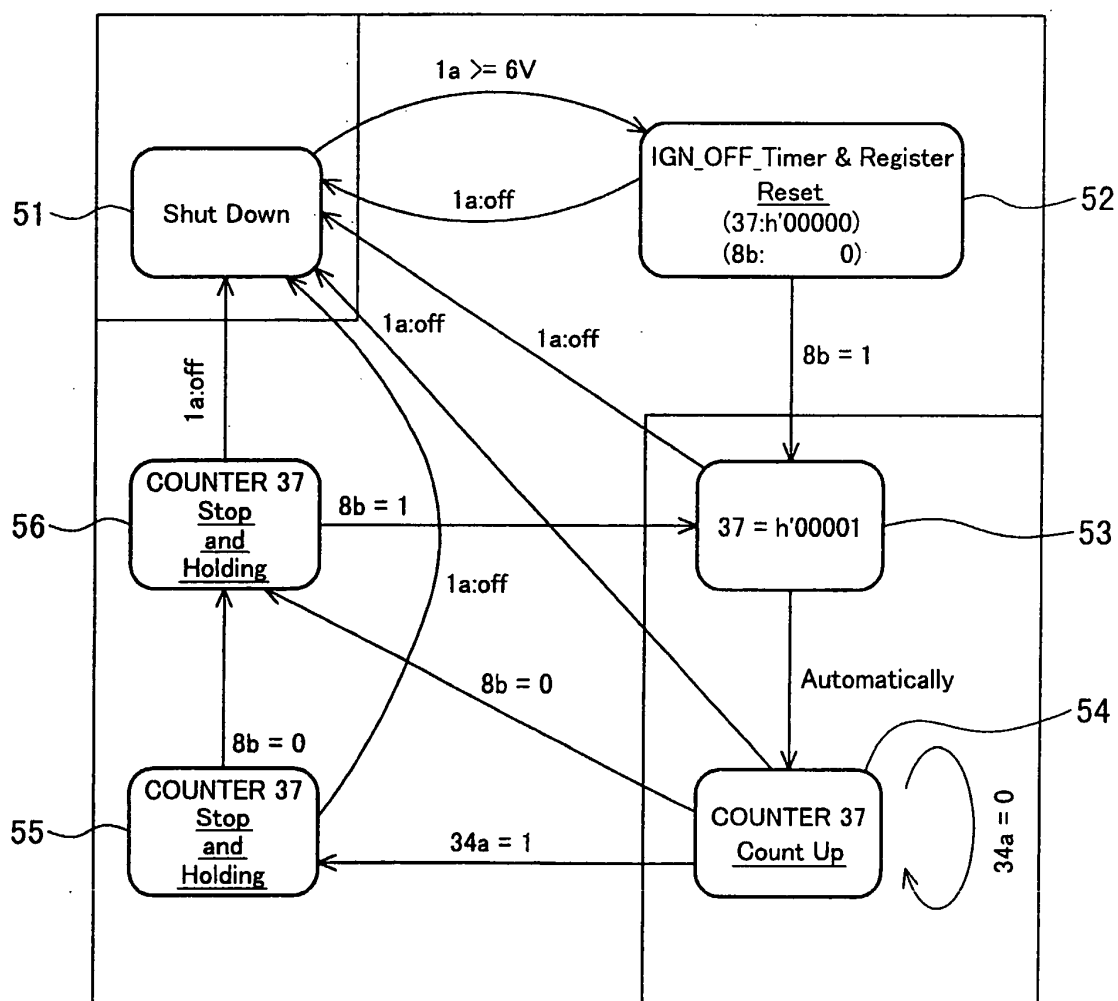 1a >= 6V
51
Shut Down
IGN_OFF_Timer & Register
Reset
(37:h'00000)
(8b: 0)
52
1a:off
1a:off
1a:off
1a:off
8b = 1
56
COUNTER 37
Stop
and
Holding
8b = 1
37 = h'00001
53
1a:off
8b = 0
Automatically
54
8b = 0
55
COUNTER 37
Stop
and
Holding
34a = 1
COUNTER 37
Count Up
34a = 0